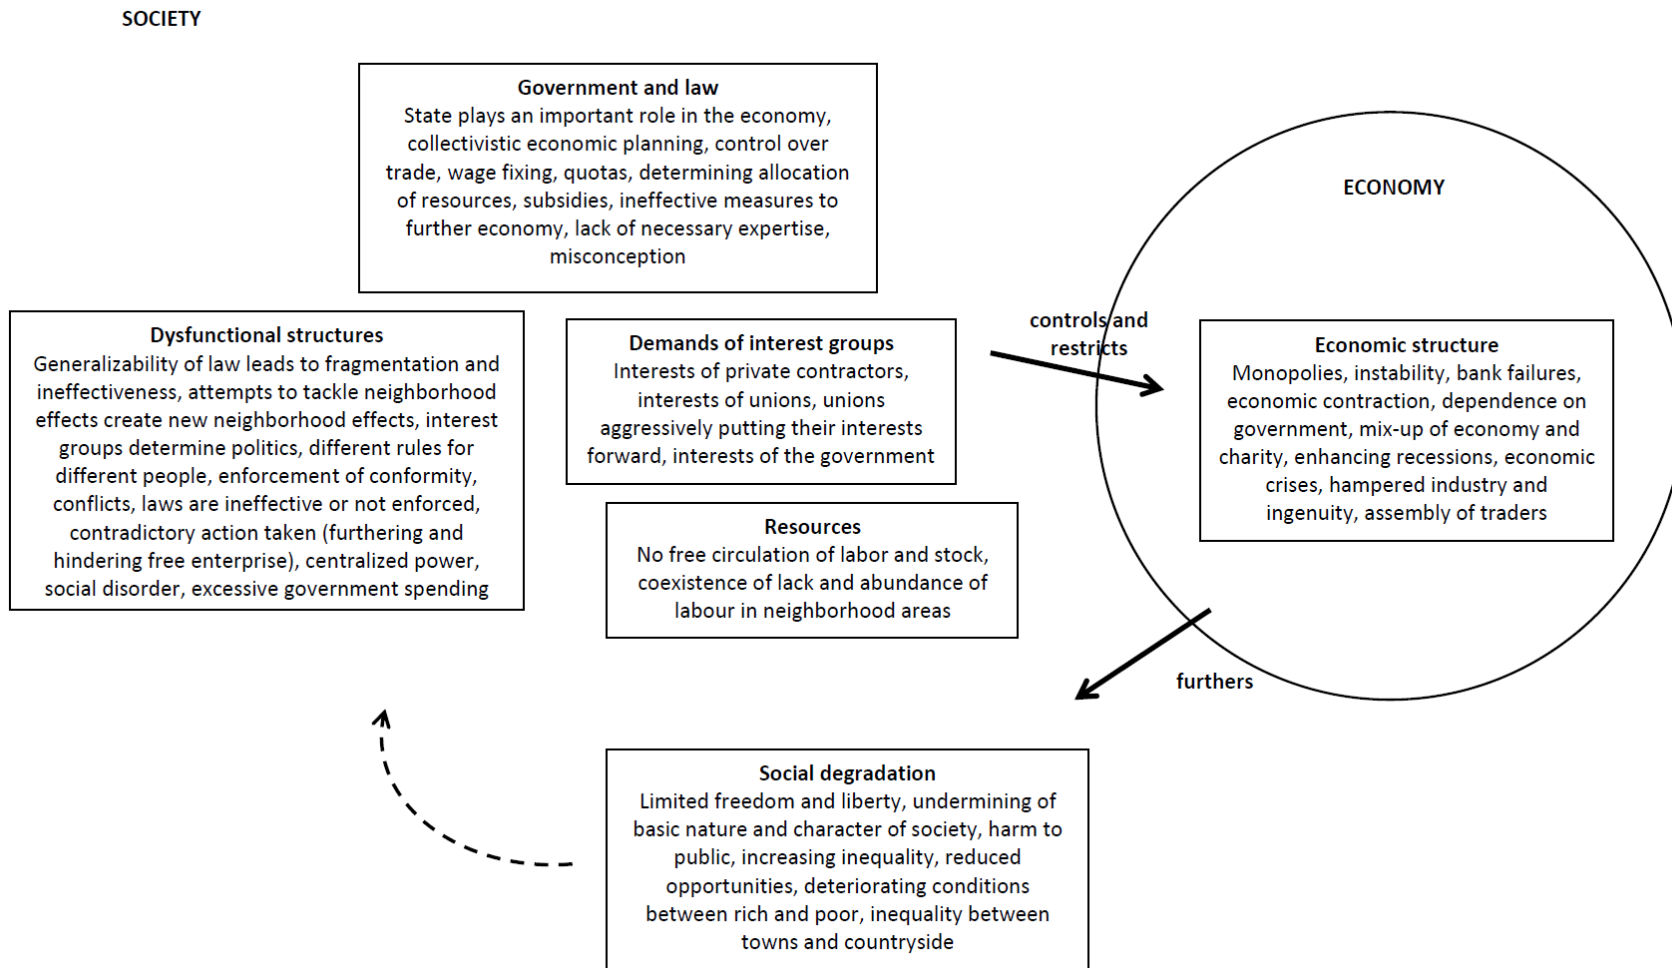 SOCIETY
Government and law
State plays an important role in the economy,
collectivistic economic planning, control over
trade, wage fixing, quotas, determining allocation
of resources, subsidies, ineffective measures to
further economy, lack of necessary expertise,
misconception
ECONOMY
Dysfunctional structures
Generalizability of law leads to fragmentation and
ineffectiveness, attempts to tackle neighborhood
effects create new neighborhood effects, interest
groups determine politics, different rules for
different people, enforcement of conformity,
conflicts, laws are ineffective or not enforced,
contradictory action taken (furthering and
hindering free enterprise), centralized power,
social disorder, excessive government spending
Demands of interest groups
Interests of private contractors,
interests of unions, unions
aggressively putting their interests
forward, interests of the government
controls and
restricts
Economic structure
Monopolies, instability, bank failures,
economic contraction, dependence on
government, mix-up of economy and
charity, enhancing recessions, economic
crises, hampered industry and
ingenuity, assembly of traders
Resources
No free circulation of labor and stock,
coexistence of lack and abundance of
labour in neighborhood areas
furthers
Social degradation
Limited freedom and liberty, undermining of
basic nature and character of society, harm to
public, increasing inequality, reduced
opportunities, deteriorating conditions
between rich and poor, inequality between
towns and countryside